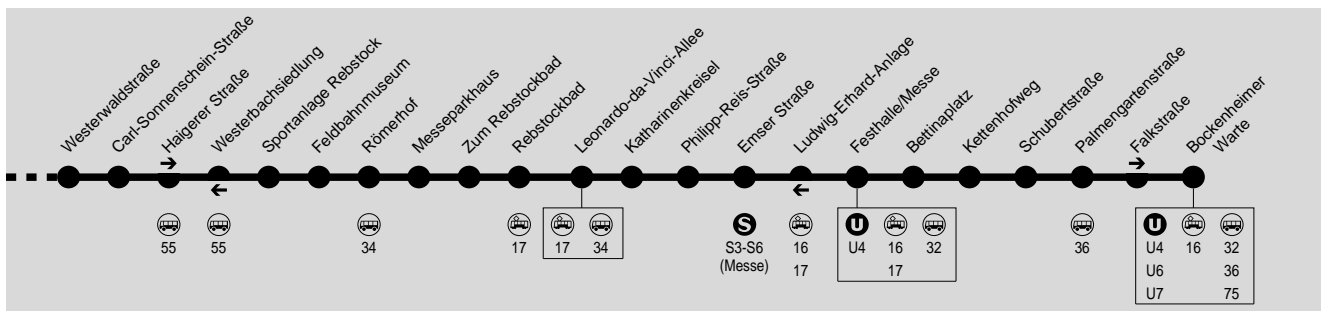 Westerwaldstraße
Carl-Sonnenschein-Straße
Haigerer Straße
Westerbachsiedlung
Sportanlage Rebstock
Feldbahnmuseum
Römerhof
Messeparkhaus
Zum Rebstockbad
Rebstockbad
Leonardo-da-Vinci-Allee
Katharinenkreisel
Philipp-Reis-Straße
Emser Straße
Ludwig-Erhard-Anlage
Festhalle/Messe
Bettinaplatz
Kettenhofweg
Schubertstraße
Palmengartenstraße
Falkstraße
Bockenheimer
Warte
55
55
34
17
17 34
S
S3-S6
(Messe)
16
17
U
U4 16 32
17
36
U
U4 16 32
U6 36
U7 75